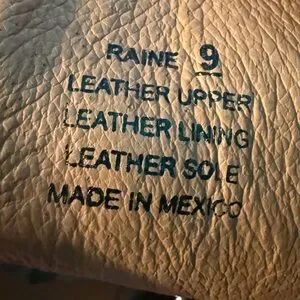 RAINE 9
LEATHER UPPER
LEATHER LINING
LEATHER SOLE
MADE IN MEXICO